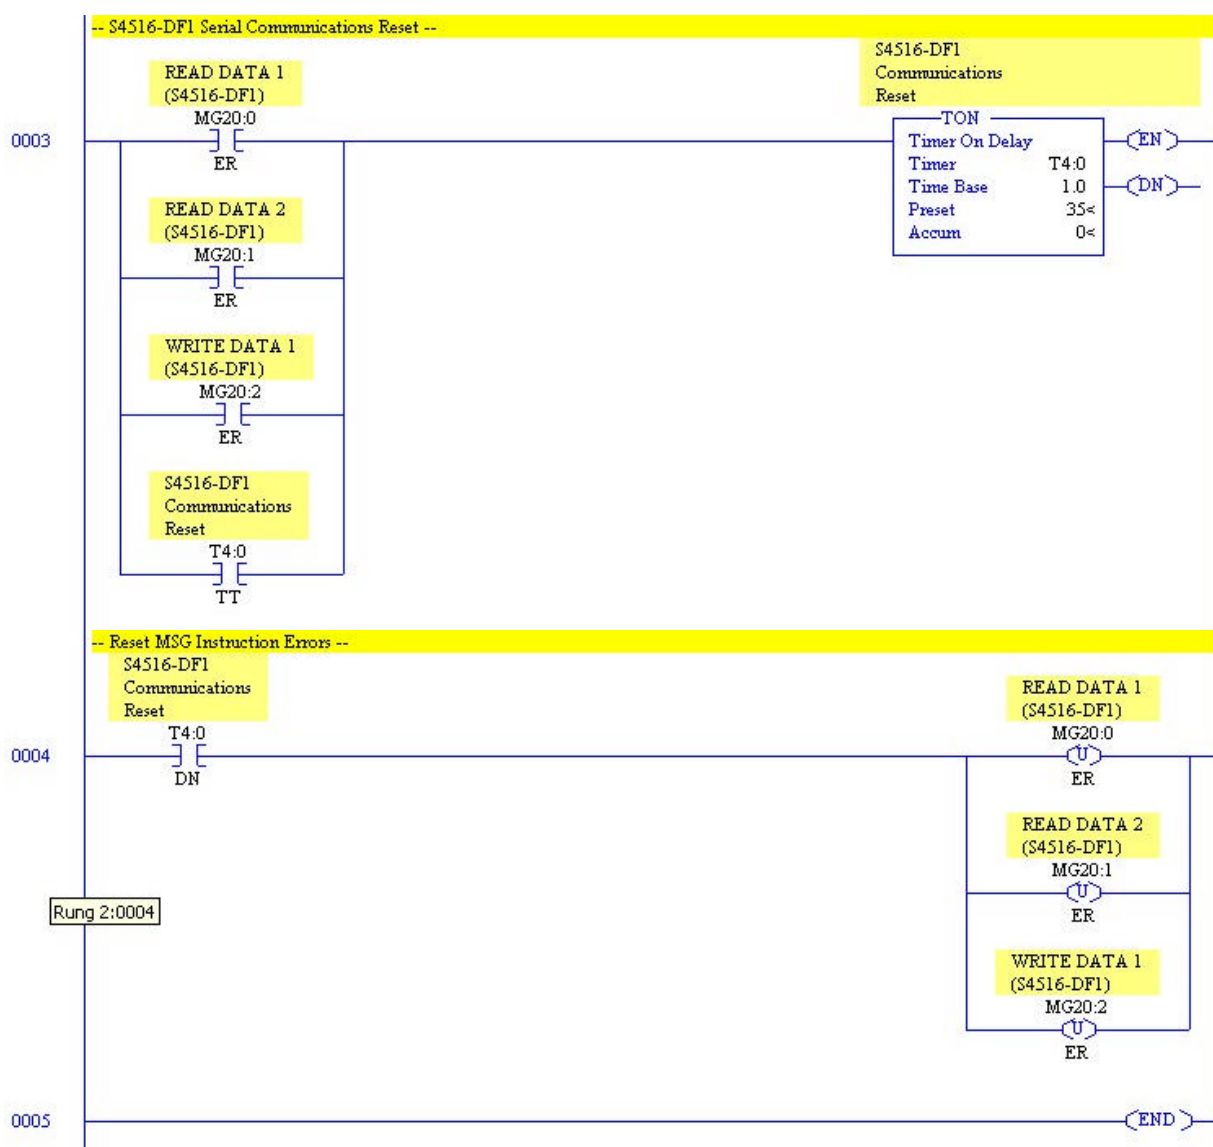 -- S4516-DF1 Serial Communications Reset --
READ DATA 1
(S4516-DF1)
MG20:0
ER
0003
READ DATA 2
(S4516-DF1)
MG20:1
ER
WRITE DATA 1
(S4516-DF1)
MG20:2
ER
S4516-DF1
Communications
Reset
T4:0
TT
S4516-DF1
Communications
Reset
TON
Timer On Delay
Timer T4:0
Time Base 1.0
Preset 35<
Accum 0<
EN
DN
-- Reset MSG Instruction Errors --
S4516-DF1
Communications
Reset
T4:0
DN
0004
READ DATA 1
(S4516-DF1)
MG20:0
U
ER
READ DATA 2
(S4516-DF1)
MG20:1
U
ER
WRITE DATA 1
(S4516-DF1)
MG20:2
U
ER
Rung 2:0004
0005
END